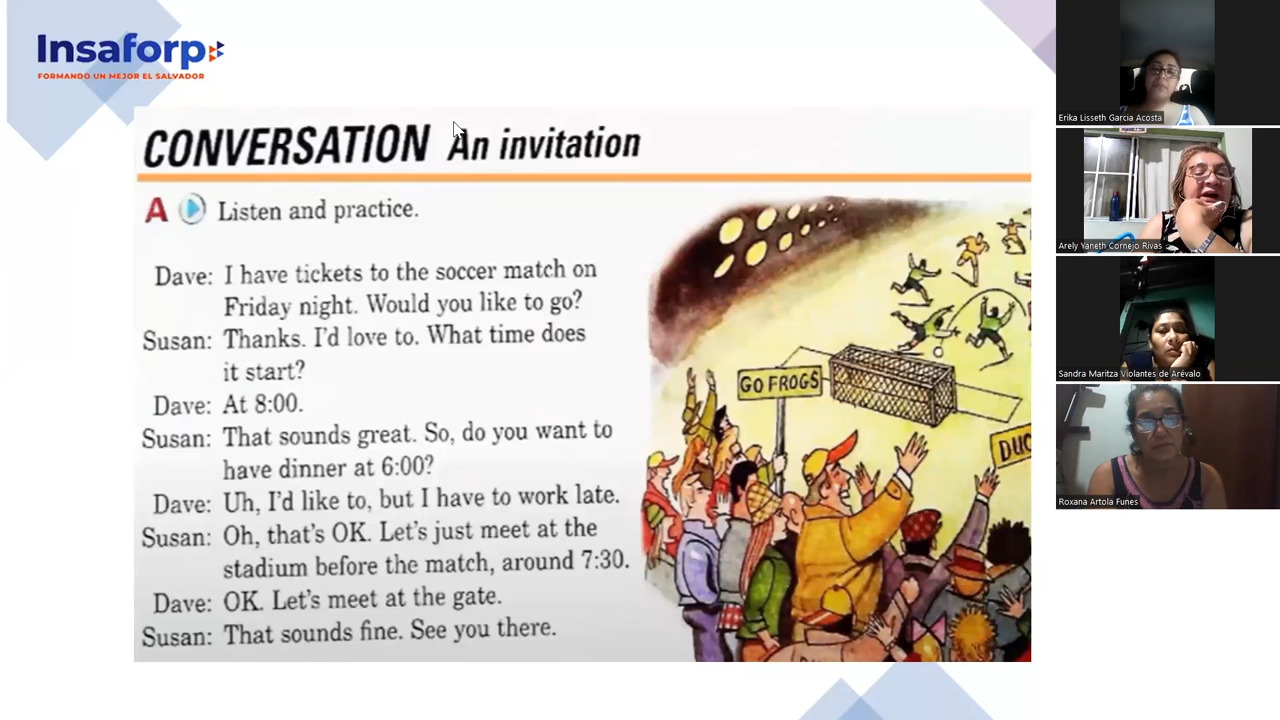 Insaforp
FORMANDO UN MEJOR EL SALVADOR
CONVERSATION An invitation
A Listen and practice.
Dave: I have tickets to the soccer match on
Friday night. Would you like to go?
Susan: Thanks. I'd love to. What time does
it start?
Dave: At 8:00.
Susan: That sounds great. So, do you want to
have dinner at 6:00?
Dave: Uh, I'd like to, but I have to work late.
Susan: Oh, that's OK. Let's just meet at the
stadium before the match, around 7:30.
Dave: OK. Let's meet at the gate.
Susan: That sounds fine. See you there.
GO FROGS
DUC
Erika Lisseth Garcia Acosta
Arely Yaneth Cornejo Rivas
Sandra Maritza Violantes de Arévalo
Roxana Artola Funes